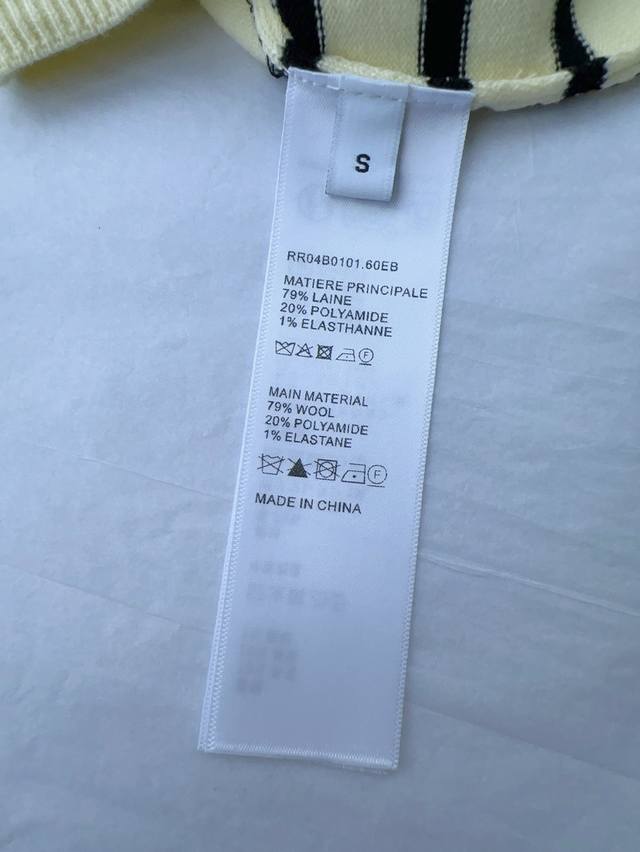 S
RR04B0101.60EB
MATIERE PRINCIPALE
79% LAINE
20% POLYAMIDE
1% ELASTHANNE
F
MAIN MATERIAL
79% WOOL
20% POLYAMIDE
1% ELASTANE
F
MADE IN CHINA